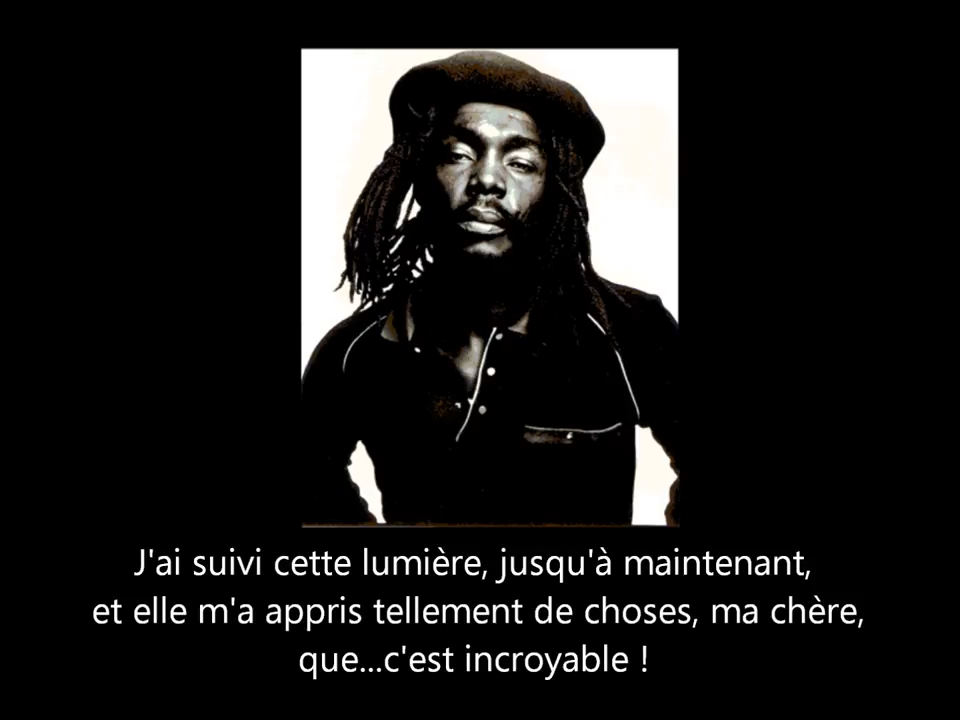 J'ai suivi cette lumière, jusqu'à maintenant,
et elle m'a appris tellement de choses, ma chère,
que...c'est incroyable !